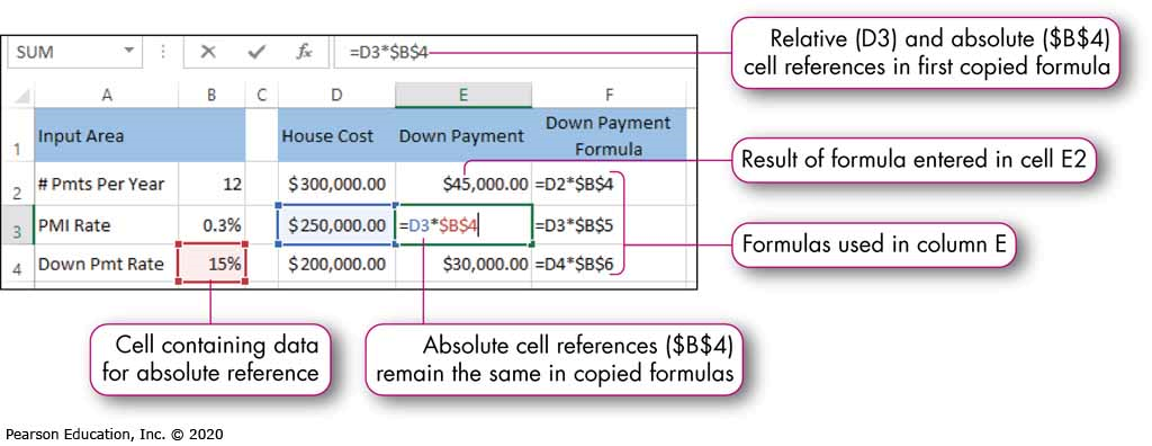 SUM fx =D3*$B$4
Relative (D3) and absolute ($B$4)
cell references in first copied formula
A B C D E F
1 Input Area House Cost Down Payment Down Payment
Formula
2 # Pmts Per Year 12 $300,000.00 $45,000.00 =D2*$B$4
Result of formula entered in cell E2
3 PMI Rate 0.3% $250,000.00 =D3*$B$4 =D3*$B$5
Formulas used in column E
4 Down Pmt Rate 15% $200,000.00 $30,000.00 =D4*$B$6
Cell containing data
for absolute reference
Absolute cell references ($B$4)
remain the same in copied formulas
Pearson Education, Inc. © 2020